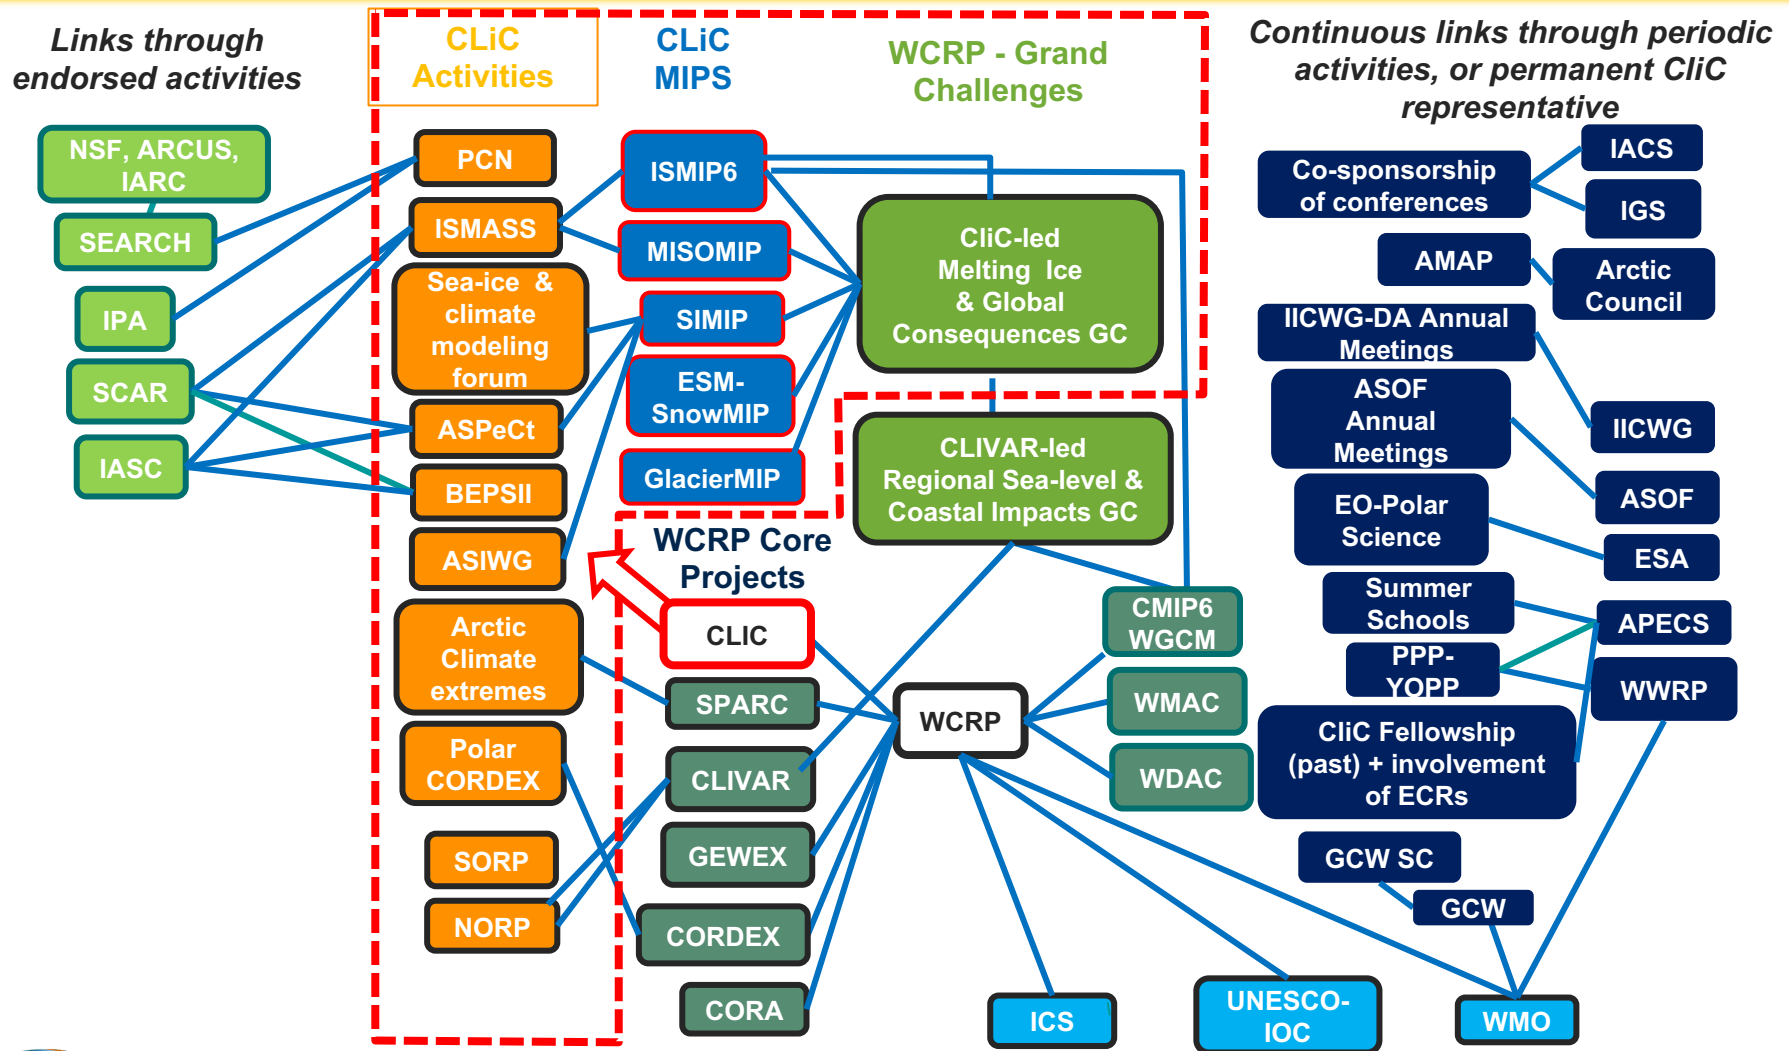 Links through
endorsed activities
NSF, ARCUS,
IARC
SEARCH
IPA
SCAR
IASC
CLiC
Activities
PCN
ISMASS
Sea-ice &
climate
modeling
forum
ASPeCt
BEPSII
ASIWG
Arctic
Climate
extremes
Polar
CORDEX
SORP
NORP
CLiC
MIPS
ISMIP6
MISOMIP
SIMIP
ESM-
SnowMIP
GlacierMIP
WCRP Core
Projects
CLIC
SPARC
CLIVAR
GEWEX
CORDEX
CORA
WCRP - Grand
Challenges
CliC-led
Melting Ice
& Global
Consequences GC
CLIVAR-led
Regional Sea-level &
Coastal Impacts GC
WCRP
CMIP6
WGCM
WMAC
WDAC
ICS
UNESCO-
IOC
WMO
Continuous links through periodic
activities, or permanent CliC
representative
Co-sponsorship
of conferences
IACS
IGS
AMAP
Arctic
Council
IICWG-DA Annual
Meetings
IICWG
ASOF
Annual
Meetings
ASOF
EO-Polar
Science
ESA
Summer
Schools
APECS
PPP-
YOPP
WWRP
CliC Fellowship
(past) + involvement
of ECRs
GCW SC
GCW